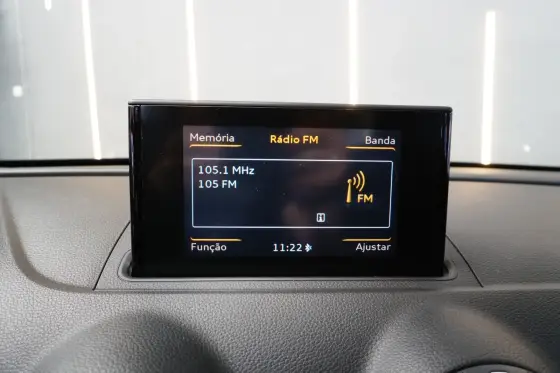 Memória Rádio FM Banda
105.1 MHz
105 FM
FM
i
Função 11:22 Ajustar